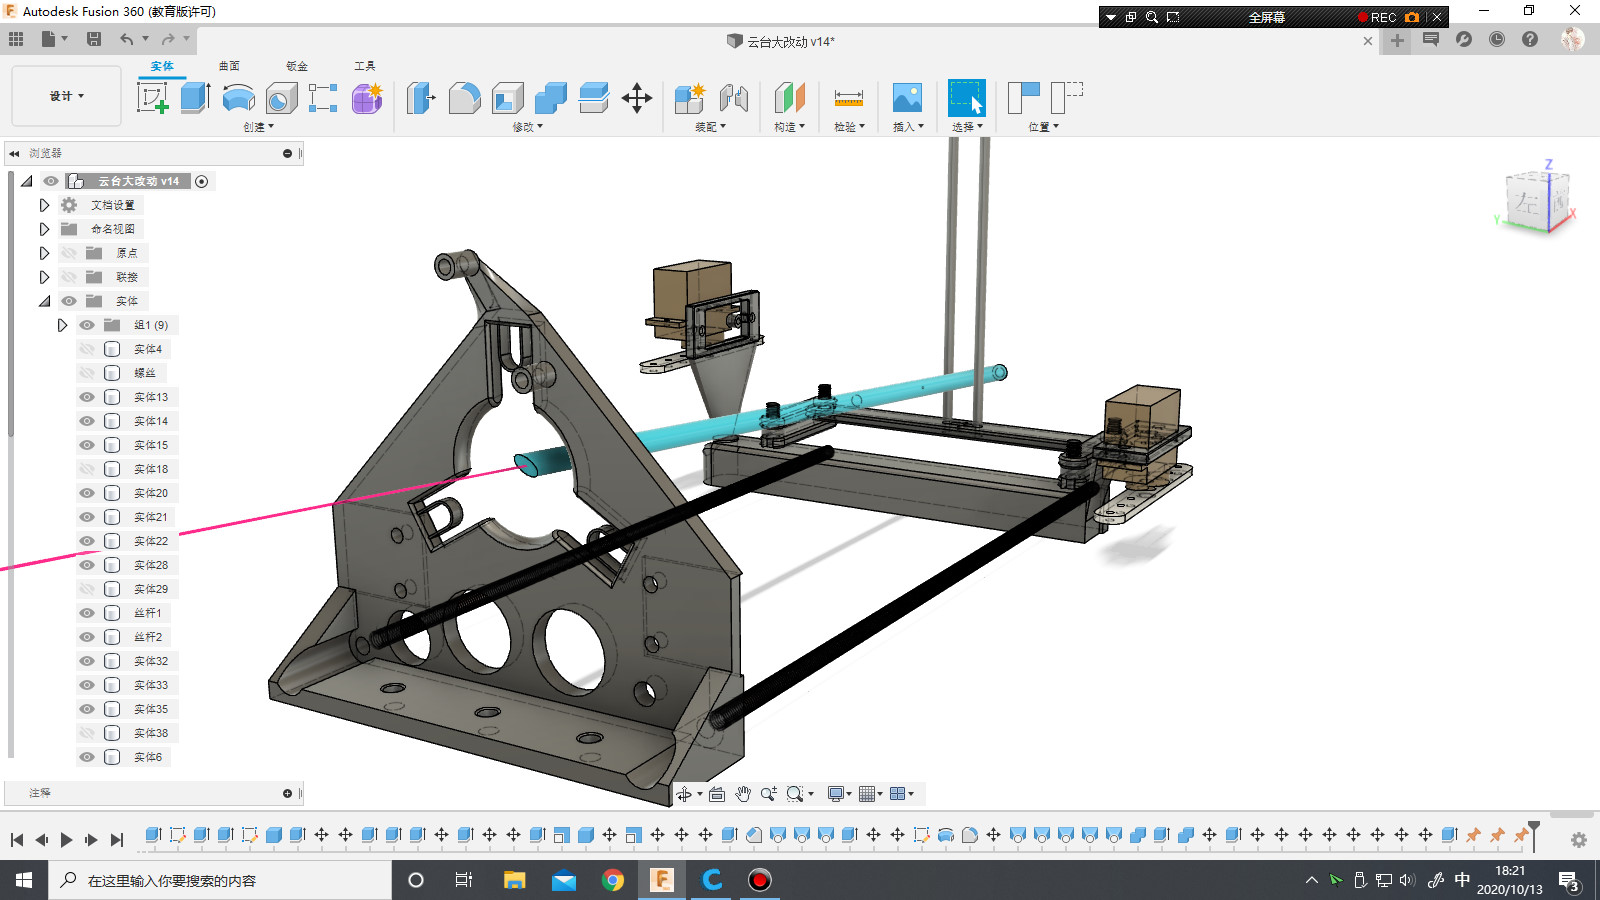 Autodesk Fusion 360 (教育版许可)
全屏幕
REC
云台大改动 v14*
实体
曲面
钣金
工具
设计
创建
修改
装配
构造
检验
插入
选择
位置
浏览器
云台大改动 v14
文档设置
命名视图
原点
联接
实体
组1 (9)
实体4
螺丝
实体13
实体14
实体15
实体18
实体20
实体21
实体22
实体28
实体29
丝杆1
丝杆2
实体32
实体33
实体35
实体38
实体6
注释
Z
左
Y
X
在这里输入你要搜索的内容
中
18:21
2020/10/13
3